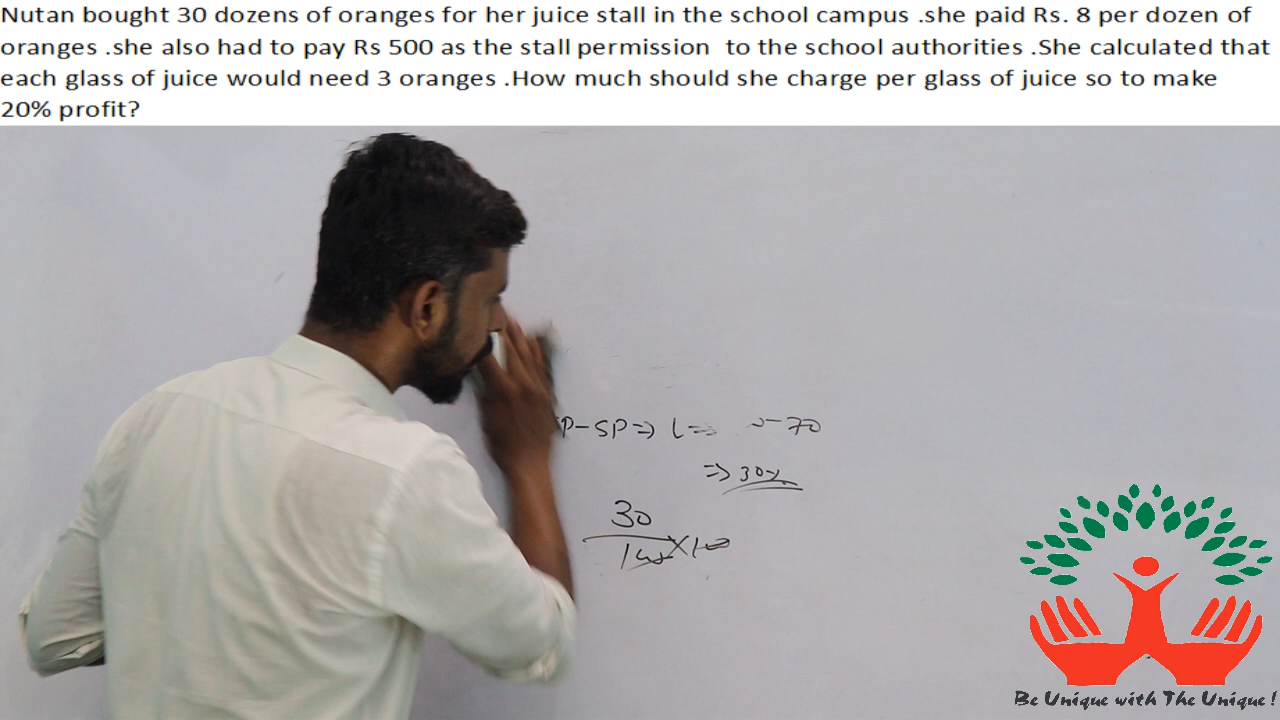 Nutan bought 30 dozens of oranges for her juice stall in the school campus .she paid Rs. 8 per dozen of
oranges .she also had to pay Rs 500 as the stall permission  to the school authorities .She calculated that
each glass of juice would need 3 oranges .How much should she charge per glass of juice so to make
20% profit?
P-SP⇒ L⇒ -70
⇒ 30%
30
Be Unique with The Unique!